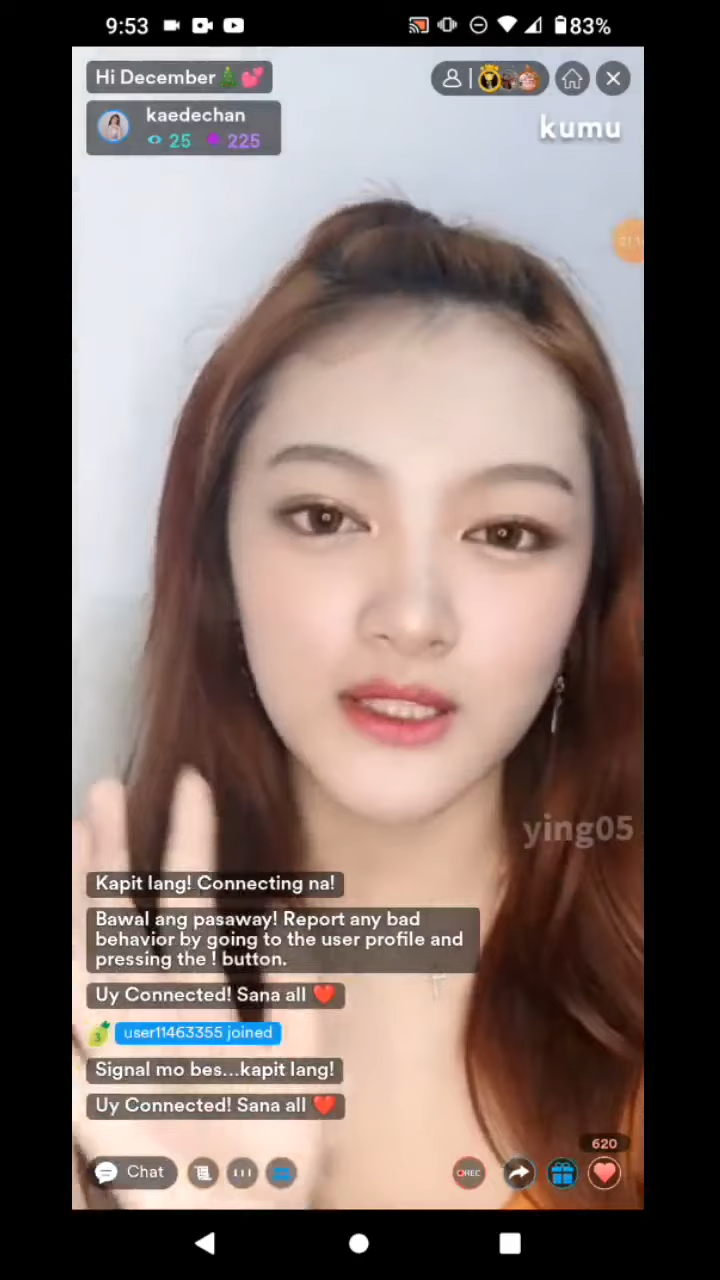 9:53
83%
Hi December🎄💕
kaedechan
25 225
kumu
ying05
Kapit lang! Connecting na!
Bawal ang pasaway! Report any bad
behavior by going to the user profile and
pressing the ! button.
Uy Connected! Sana all ❤️
3 user11463355 joined
Signal mo bes...kapit lang!
Uy Connected! Sana all ❤️
620
Chat
REC